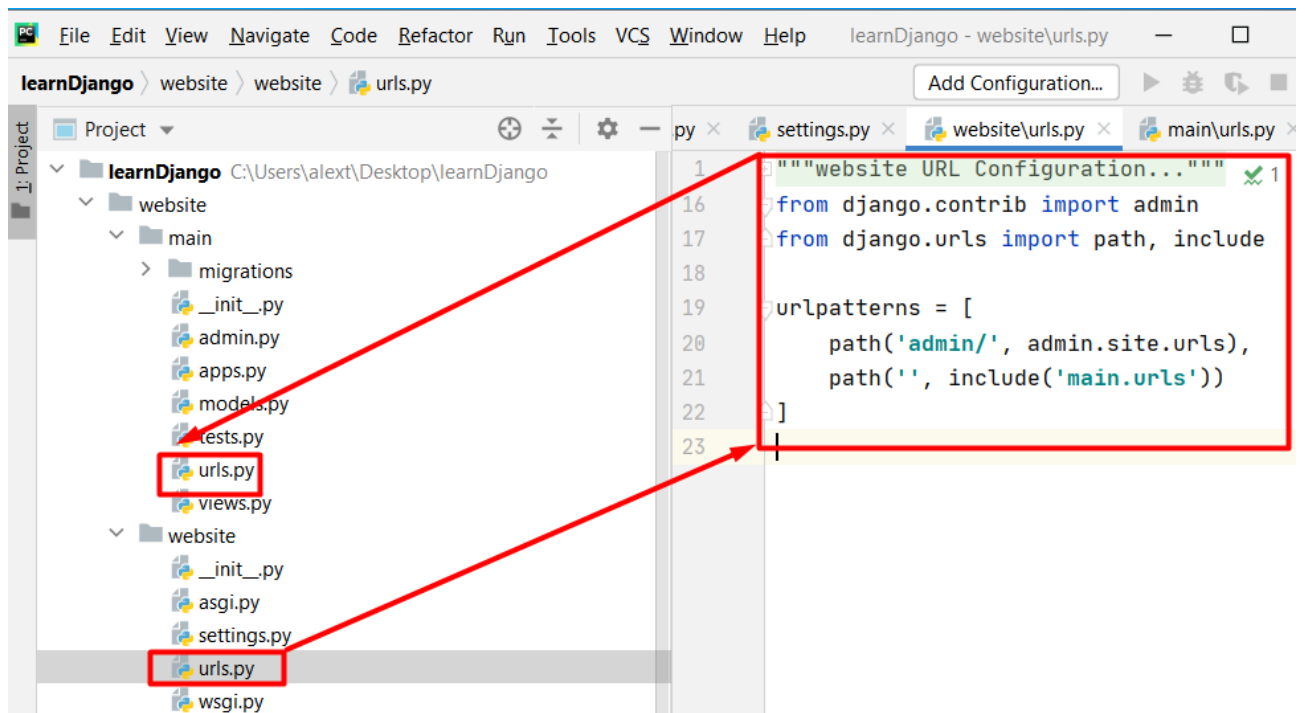 PC File Edit View Navigate Code Refactor Run Tools VCS Window Help learnDjango - website\urls.py
learnDjango website website urls.py Add Configuration...
1: Project
Project
.py settings.py website\urls.py main\urls.py
learnDjango C:\Users\alext\Desktop\learnDjango
website
main
migrations
__init__.py
admin.py
apps.py
models.py
tests.py
urls.py
views.py
website
__init__.py
asgi.py
settings.py
urls.py
wsgi.py
1 """website URL Configuration...""" 1
16 from django.contrib import admin
17 from django.urls import path, include
18
19 urlpatterns = [
20 path('admin/', admin.site.urls),
21 path('', include('main.urls'))
22 ]
23